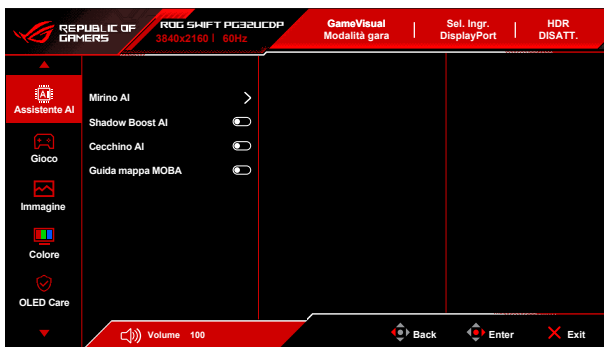 REPUBLIC OF
GAMERS
ROG SWIFT PG32UCDP
3840x2160 | 60Hz
GameVisual
Modalità gara
Sel. Ingr.
DisplayPort
HDR
DISATT.
AI
Assistente AI
Gioco
Immagine
Colore
OLED Care
Mirino AI
Shadow Boost AI
Cecchino AI
Guida mappa MOBA
Volume 100
Back
Enter
Exit